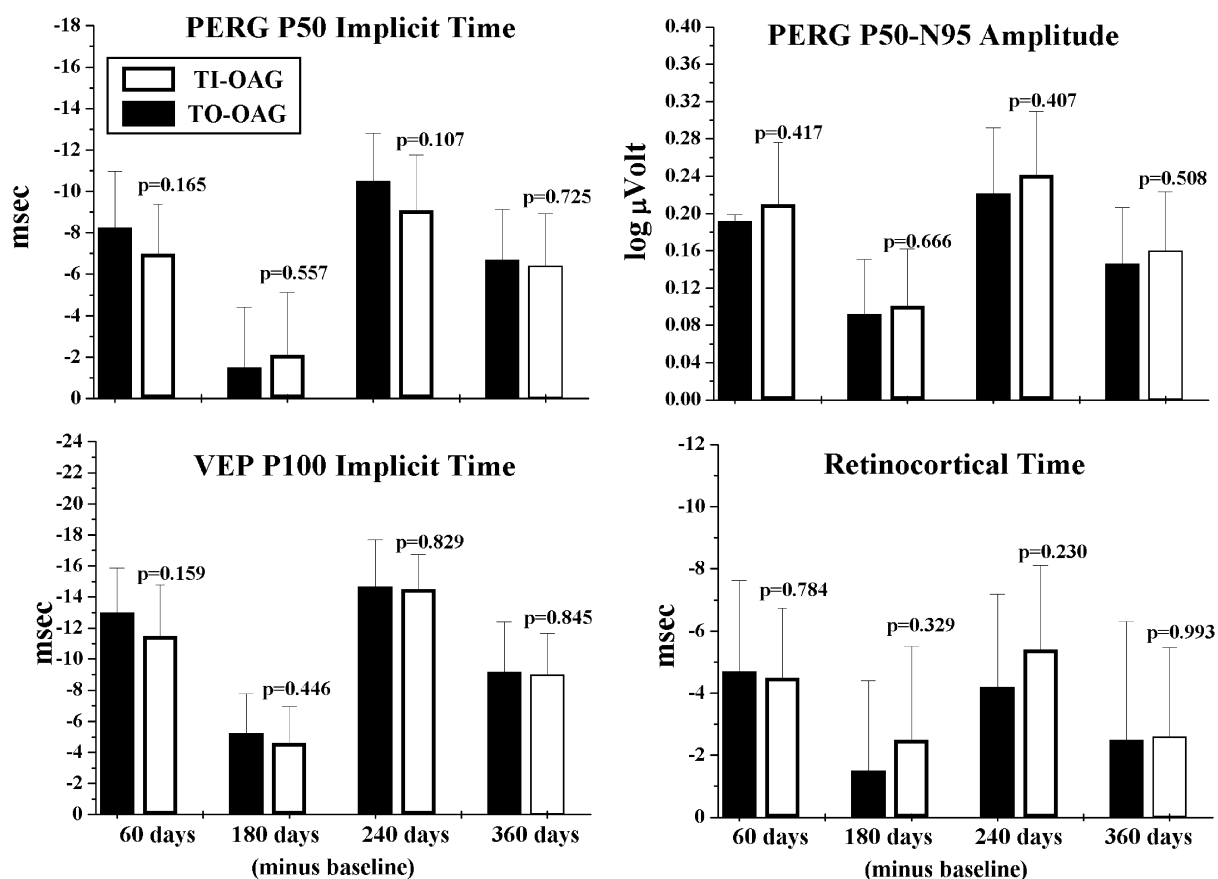 PERG P50 Implicit Time
-18
-16
-14
-12
-10
-8
-6
-4
-2
0
msec
TI-OAG
TO-OAG
p=0.165
p=0.557
p=0.107
p=0.725
PERG P50-N95 Amplitude
0.40
0.36
0.32
0.28
0.24
0.20
0.16
0.12
0.08
0.04
0.00
log µVolt
p=0.417
p=0.666
p=0.407
p=0.508
VEP P100 Implicit Time
-24
-22
-20
-18
-16
-14
-12
-10
-8
-6
-4
-2
0
msec
p=0.159
p=0.446
p=0.829
p=0.845
60 days 180 days 240 days 360 days
(minus baseline)
Retinocortical Time
-12
-10
-8
-6
-4
-2
0
msec
p=0.784
p=0.329
p=0.230
p=0.993
60 days 180 days 240 days 360 days
(minus baseline)